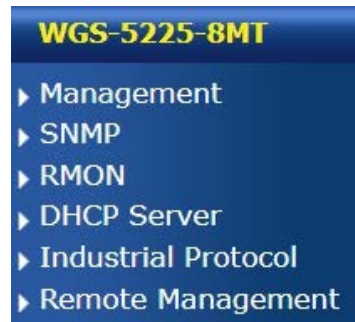 WGS-5225-8MT
Management
SNMP
RMON
DHCP Server
Industrial Protocol
Remote Management